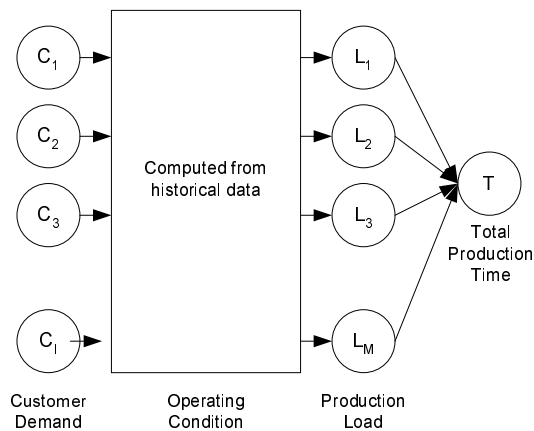 C1
C2
C3
CI
Computed from
historical data
L1
L2
L3
LM
T
Total
Production
Time
Customer
Demand
Operating
Condition
Production
Load